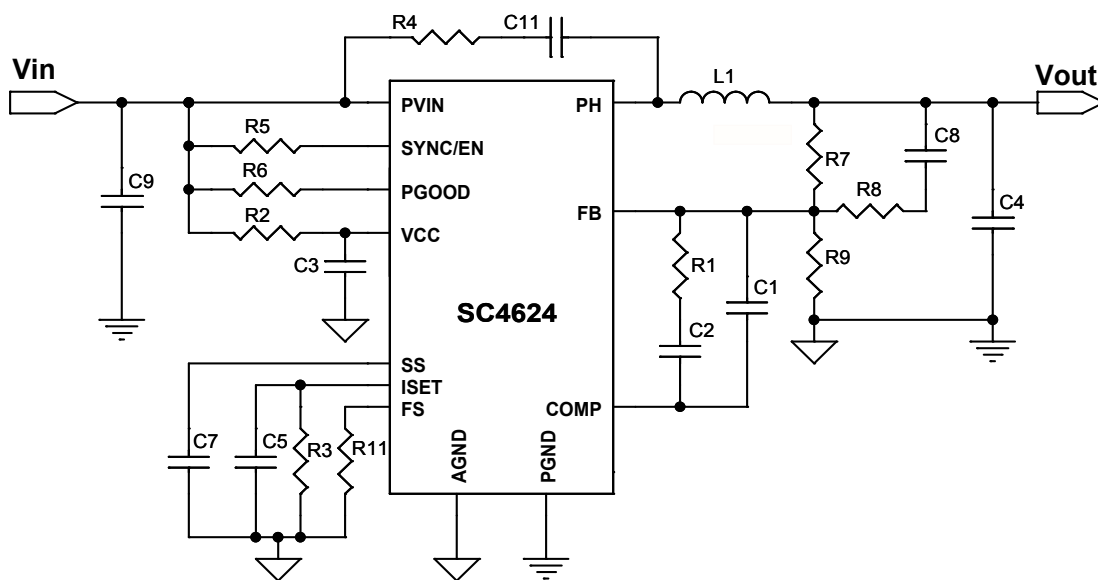 R4
C11
Vin
L1
Vout
PVIN
PH
R5
SYNC/EN
C8
R7
R6
PGOOD
C9
R8
R2
FB
C4
VCC
C3
R1
R9
C1
SC4624
C2
SS
ISET
FS
COMP
C7
C5
R3
R11
AGND
PGND